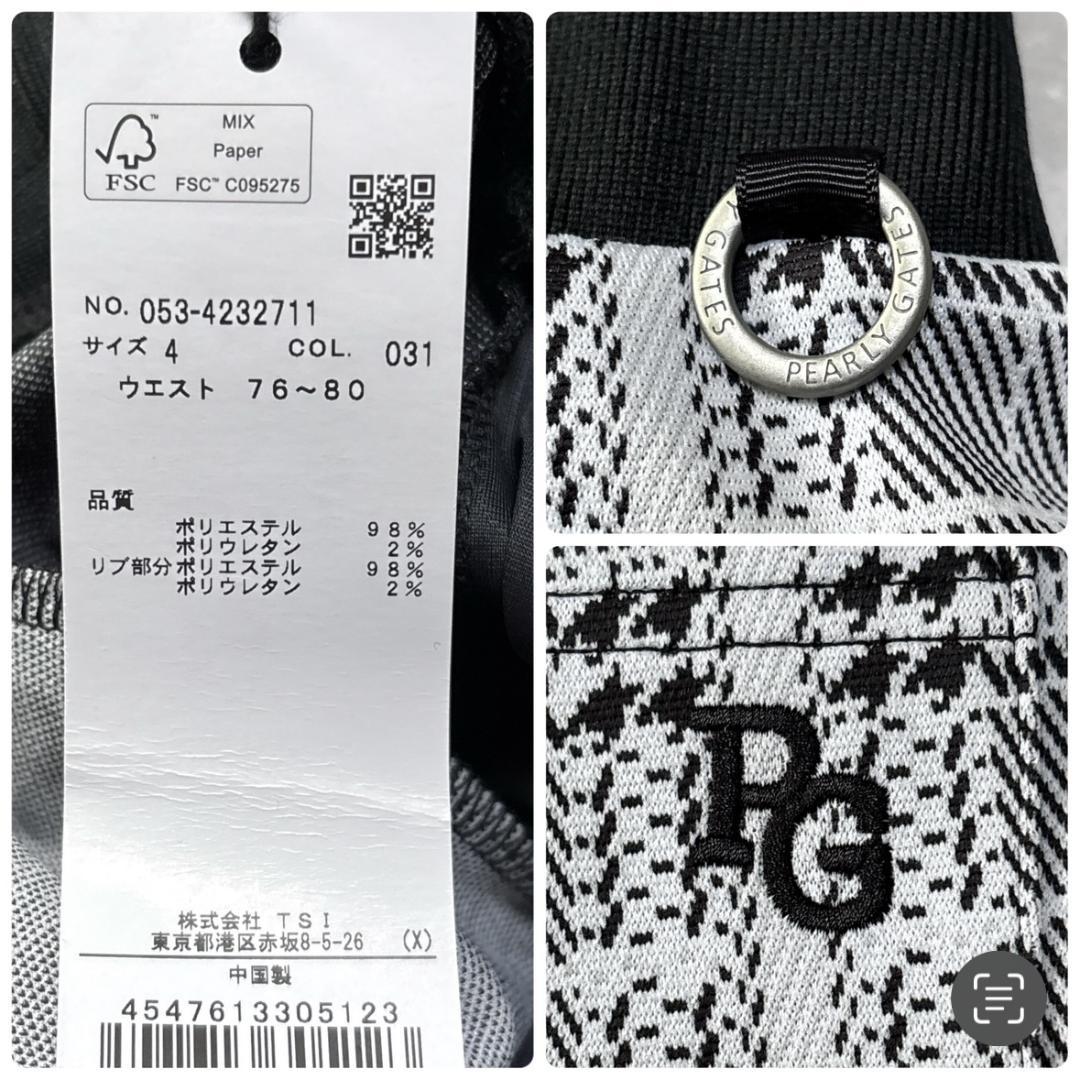 MIX
Paper
FSC
FSC™ C095275
NO. 053-4232711
サイズ 4 COL. 031
ウエスト 76～80
品質
ポリエステル 98%
ポリウレタン 2%
リブ部分 ポリエステル 98%
ポリウレタン 2%
株式会社 TSI
東京都港区赤坂8-5-26 (X)
中国製
4547613305123
Y GATES
PEARLY GATES
PG